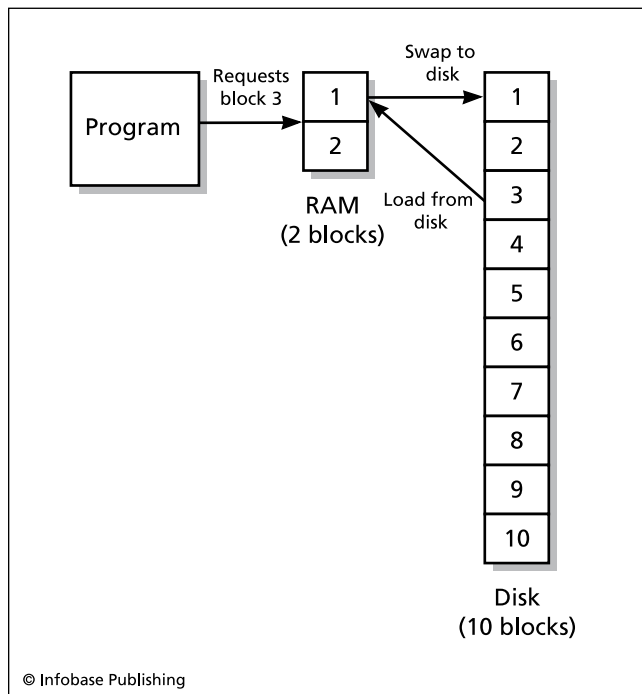 Program
Requests
block 3
1
2
RAM
(2 blocks)
Swap to
disk
Load from
disk
1
2
3
4
5
6
7
8
9
10
Disk
(10 blocks)
© Infobase Publishing